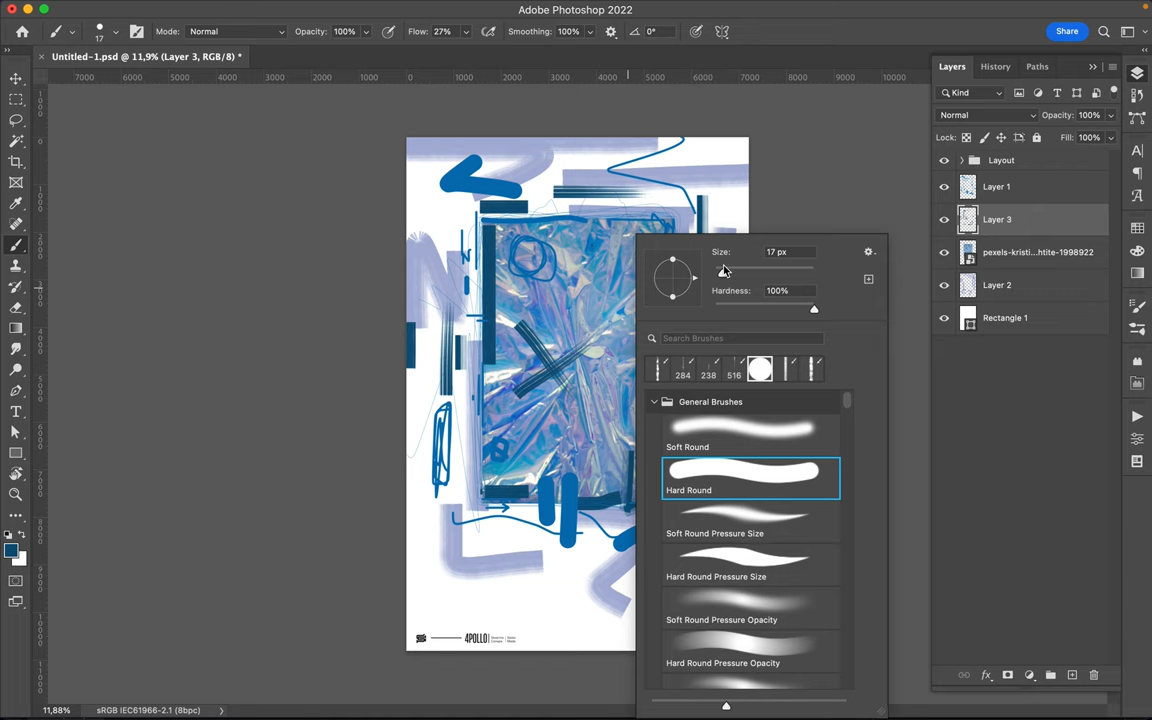 Adobe Photoshop 2022
17
Mode: Normal
Opacity: 100%
Flow: 27%
Smoothing: 100%
0°
Share
Untitled-1.psd @ 11,9% (Layer 3, RGB/8) *
7000 6000 5000 4000 3000 2000 1000 0 1000 2000 3000 4000 5000 6000 7000 8000 9000 10000
Layers History Paths
Kind
Normal
Opacity: 100%
Lock:
Fill: 100%
Layout
Layer 1
Layer 3
pexels-kristi...htite-1998922
Layer 2
Rectangle 1
Size: 17 px
Hardness: 100%
Search Brushes
284 238 516
General Brushes
Soft Round
Hard Round
Soft Round Pressure Size
Hard Round Pressure Size
Soft Round Pressure Opacity
Hard Round Pressure Opacity
4POLLO
11,88%
sRGB IEC61966-2.1 (8bpc)